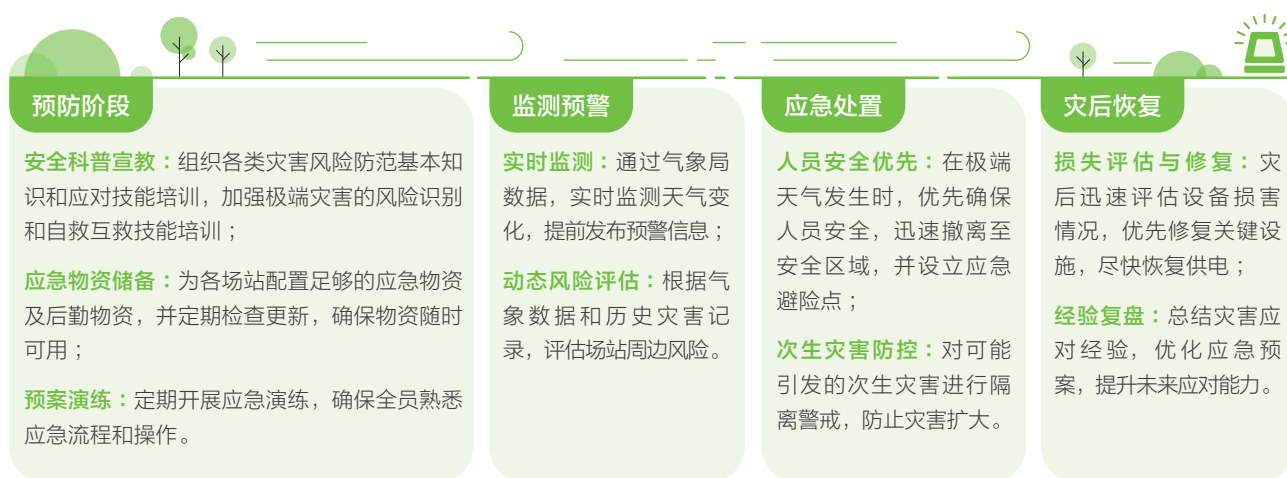 预防阶段
安全科普宣教：组织各类灾害风险防范基本知
识和应对技能培训，加强极端灾害的风险识别
和自救互救技能培训；
应急物资储备：为各场站配置足够的应急物资
及后勤物资，并定期检查更新，确保物资随时
可用；
预案演练：定期开展应急演练，确保全员熟悉
应急流程和操作。
监测预警
实时监测：通过气象局
数据，实时监测天气变
化，提前发布预警信息；
动态风险评估：根据气
象数据和历史灾害记
录，评估场站周边风险。
应急处置
人员安全优先：在极端
天气发生时，优先确保
人员安全，迅速撤离至
安全区域，并设立应急
避险点；
次生灾害防控：对可能
引发的次生灾害进行隔
离警戒，防止灾害扩大。
灾后恢复
损失评估与修复：灾
后迅速评估设备损害
情况，优先修复关键设
施，尽快恢复供电；
经验复盘：总结灾害应
对经验，优化应急预
案，提升未来应对能力。